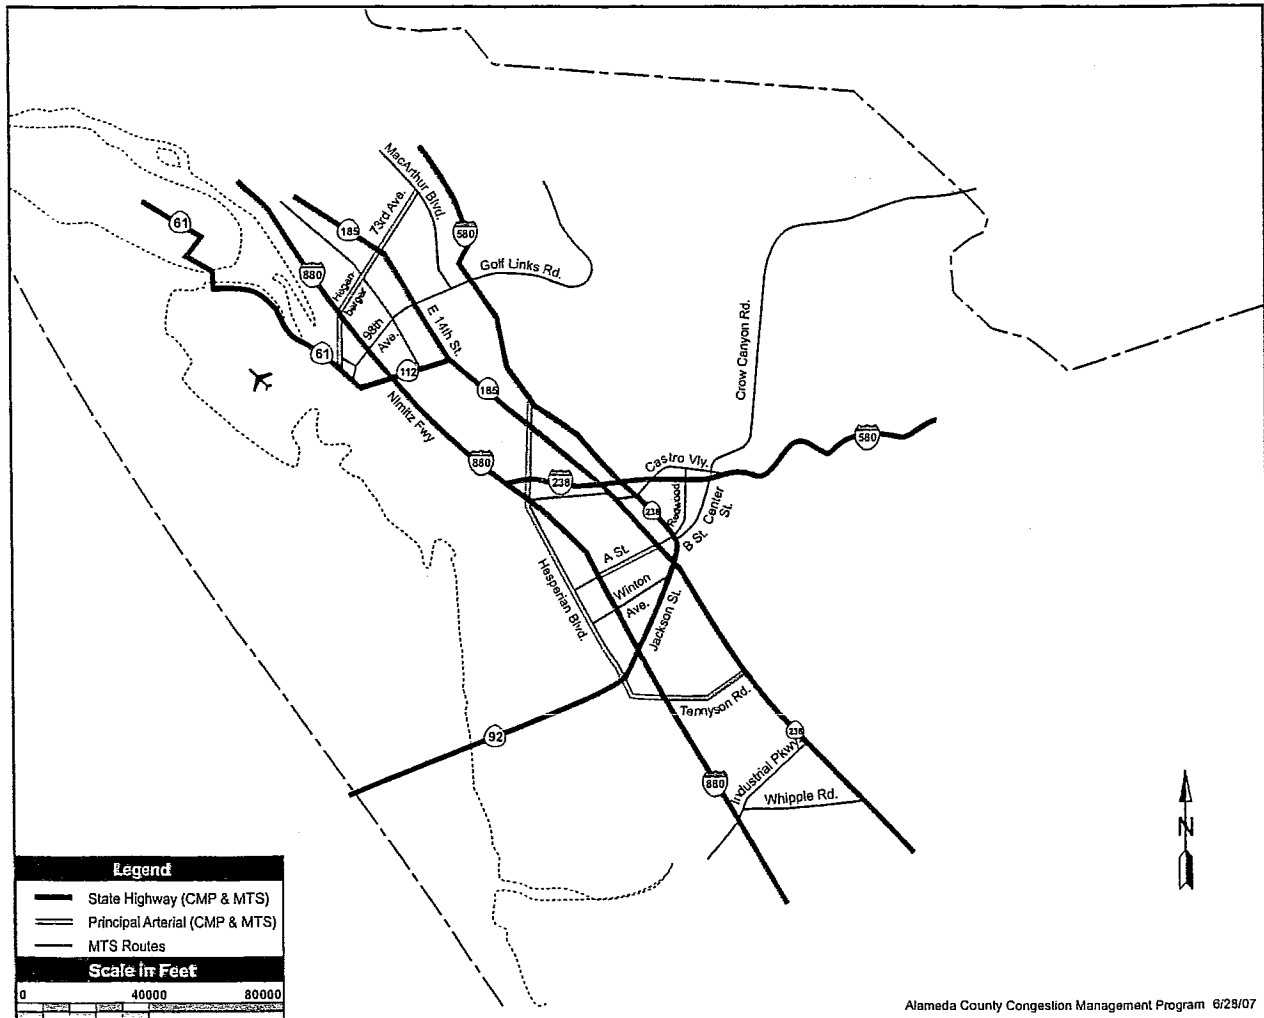 MacArthur Blvd.
73rd Ave.
61
185
580
880
Golf Links Rd.
Hegen-
berger
98th
Ave.
E 14th St.
61
112
185
Crow Canyon Rd.
Nimitz Fwy
580
880
Castro Vly.
238
Redwood
Center
St.
238
B St.
A St.
Hesperian Blvd.
Winton
Ave.
Jackson St.
Tennyson Rd.
92
238
Industrial Pkwy.
880
Whipple Rd.
N
Legend
State Highway (CMP & MTS)
Principal Arterial (CMP & MTS)
MTS Routes
Scale in Feet
0 40000 80000
Alameda County Congestion Management Program 6/28/07